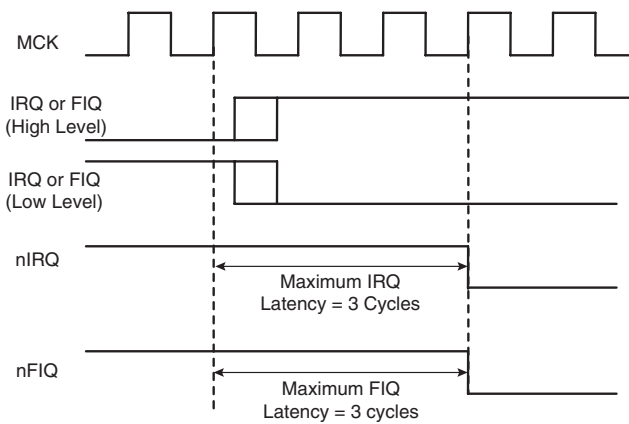 MCK
IRQ or FIQ
(High Level)
IRQ or FIQ
(Low Level)
nIRQ
Maximum IRQ
Latency = 3 Cycles
nFIQ
Maximum FIQ
Latency = 3 cycles